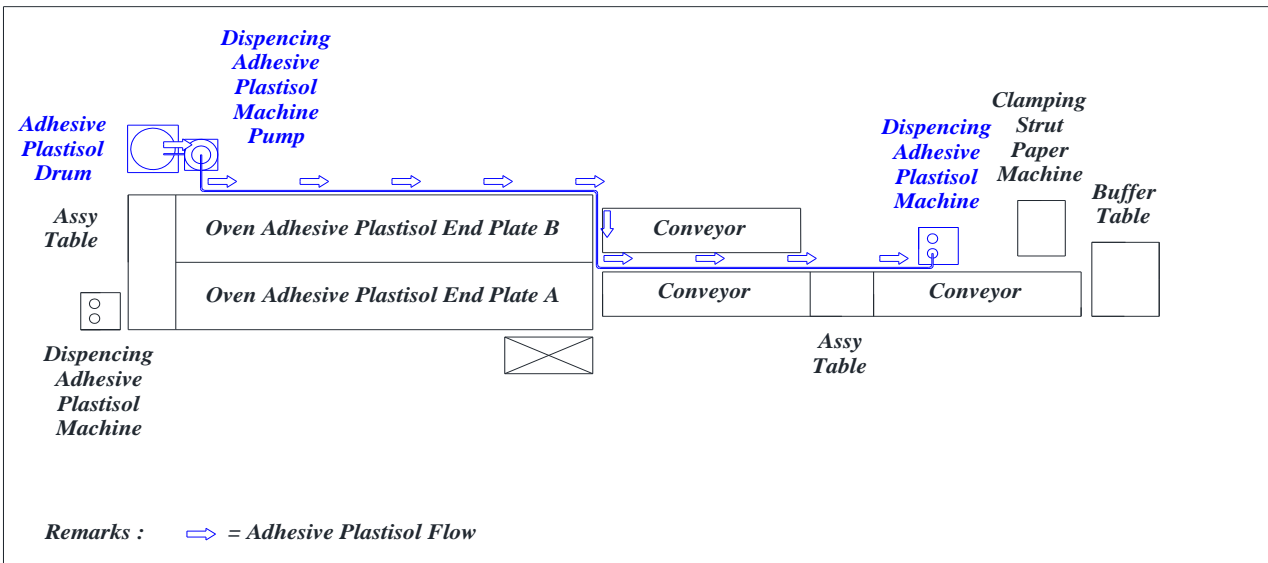 Dispencing
Adhesive
Plastisol
Machine
Pump
Adhesive
Plastisol
Drum
Clamping
Strut
Paper
Machine
Dispencing
Adhesive
Plastisol
Machine
Buffer
Table
Assy
Table
Oven Adhesive Plastisol End Plate B
Conveyor
Oven Adhesive Plastisol End Plate A
Conveyor
Conveyor
Assy
Table
Dispencing
Adhesive
Plastisol
Machine
Remarks :
= Adhesive Plastisol Flow